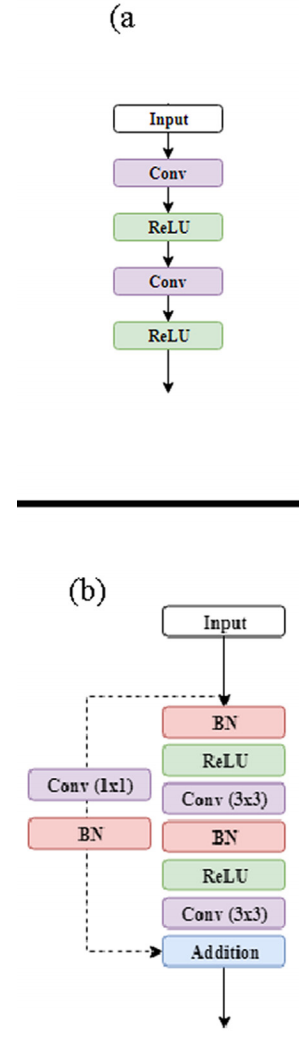 (a
Input
Conv
ReLU
Conv
ReLU
(b)
Input
BN
ReLU
Conv (1x1)
Conv (3x3)
BN
BN
ReLU
Conv (3x3)
Addition